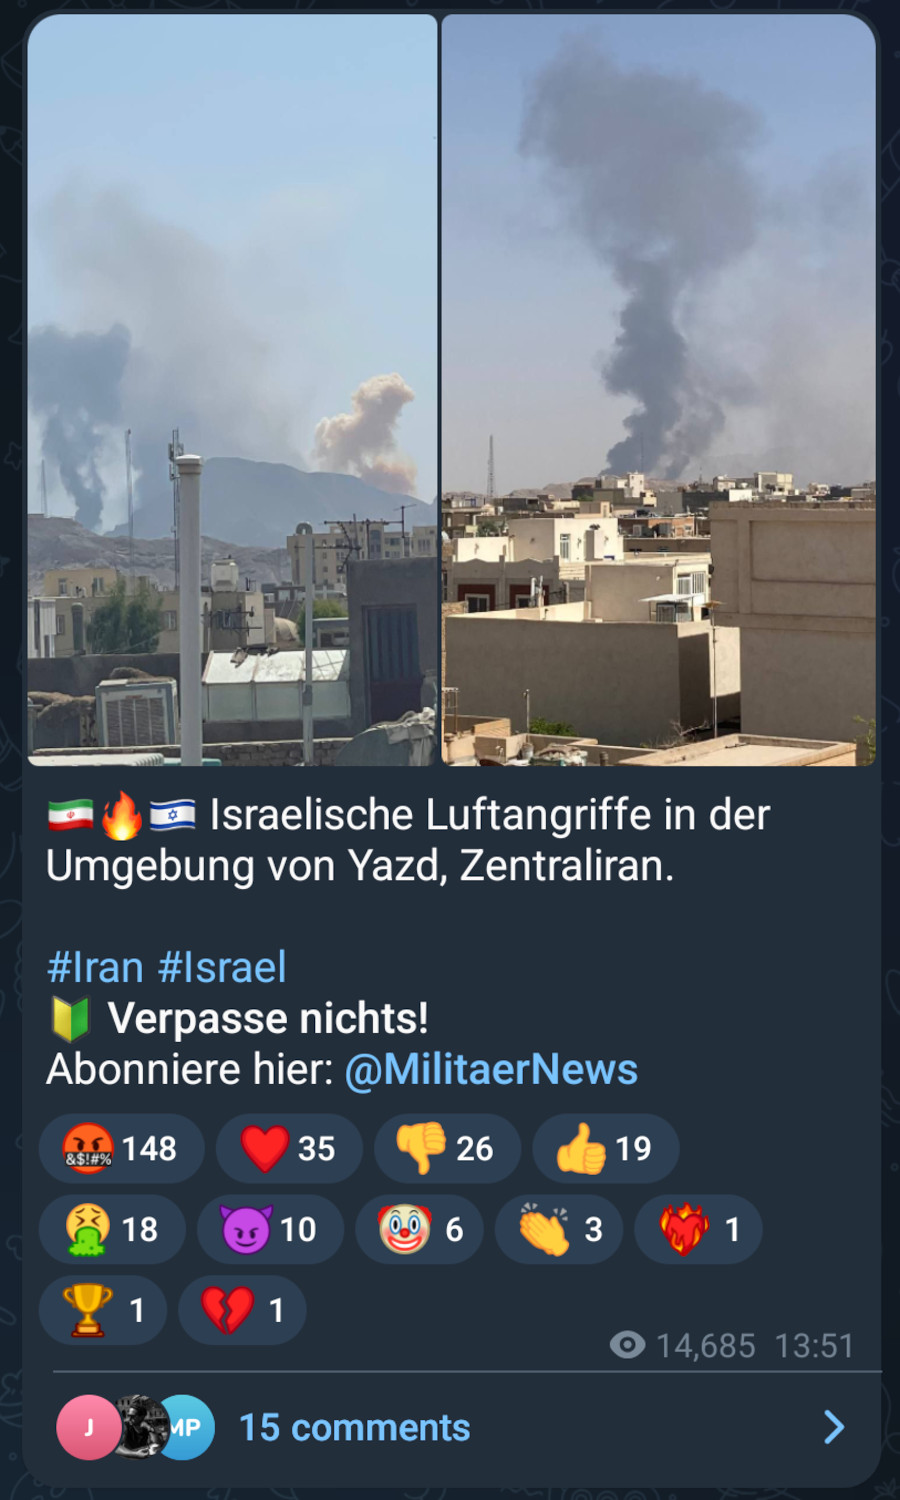 🇮🇷🔥🇮🇱 Israelische Luftangriffe in der
Umgebung von Yazd, Zentraliran.
#Iran #Israel
🔰 Verpasse nichts!
Abonniere hier: @MilitaerNews
🤬 148 ❤️ 35 👎 26 👍 19
🤮 18 😈 10 🤡 6 👏 3 ❤️‍🔥 1
🏆 1 💔 1
14,685 13:51
J MP 15 comments